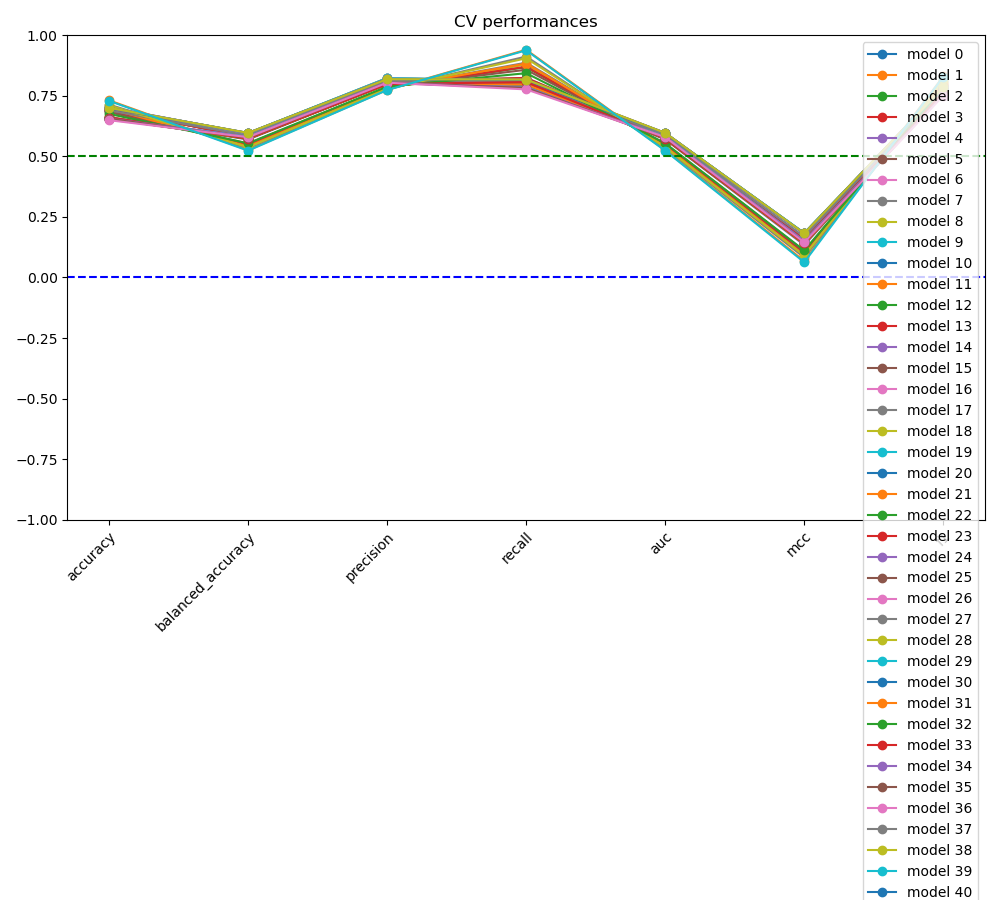 CV performances
1.00
0.75
0.50
0.25
0.00
−0.25
−0.50
−0.75
−1.00
accuracy
balanced_accuracy
precision
recall
auc
mcc
model 0
model 1
model 2
model 3
model 4
model 5
model 6
model 7
model 8
model 9
model 10
model 11
model 12
model 13
model 14
model 15
model 16
model 17
model 18
model 19
model 20
model 21
model 22
model 23
model 24
model 25
model 26
model 27
model 28
model 29
model 30
model 31
model 32
model 33
model 34
model 35
model 36
model 37
model 38
model 39
model 40